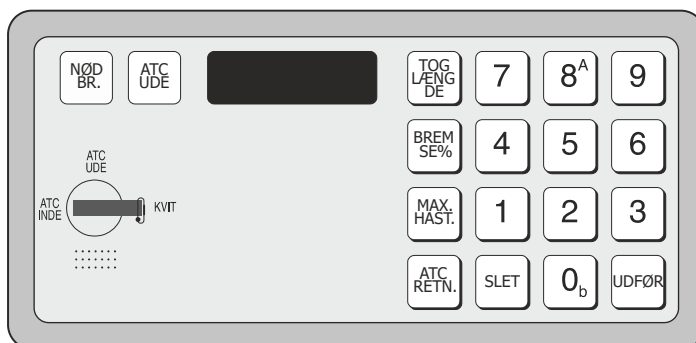 NØD
BR.
ATC
UDE
TOG
LÆNG
DE
7
8A
9
BREM
SE%
4
5
6
ATC
UDE
ATC
INDE
KVIT
MAX.
HAST.
1
2
3
ATC
RETN.
SLET
0b
UDFØR